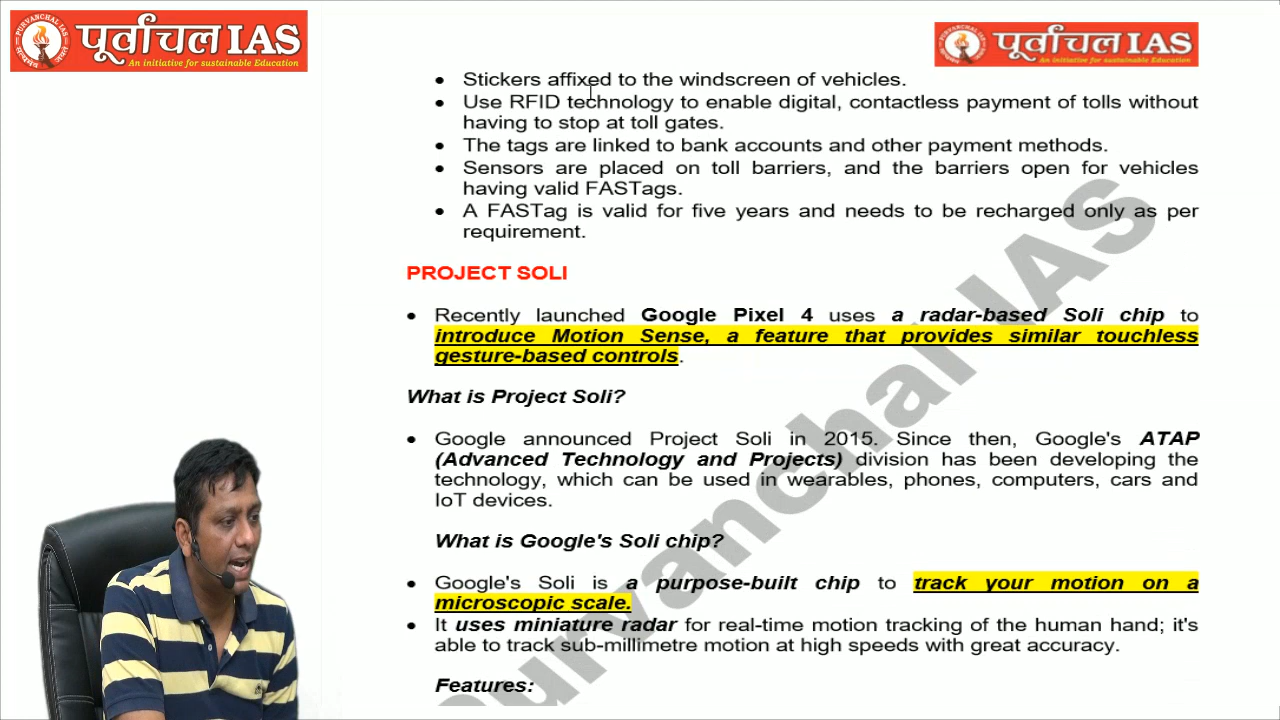 पूर्वांचल IAS
An initiative for sustainable Education
पूर्वांचल IAS
An initiative for sustainable Education
• Stickers affixed to the windscreen of vehicles.
• Use RFID technology to enable digital, contactless payment of tolls without
having to stop at toll gates.
• The tags are linked to bank accounts and other payment methods.
• Sensors are placed on toll barriers, and the barriers open for vehicles
having valid FASTags.
• A FASTag is valid for five years and needs to be recharged only as per
requirement.
PROJECT SOLI
• Recently launched Google Pixel 4 uses a radar-based Soli chip to
introduce Motion Sense, a feature that provides similar touchless
gesture-based controls.
What is Project Soli?
• Google announced Project Soli in 2015. Since then, Google's ATAP
(Advanced Technology and Projects) division has been developing the
technology, which can be used in wearables, phones, computers, cars and
IoT devices.
What is Google's Soli chip?
• Google's Soli is a purpose-built chip to track your motion on a
microscopic scale.
• It uses miniature radar for real-time motion tracking of the human hand; it's
able to track sub-millimetre motion at high speeds with great accuracy.
Features:
Purvanchal IAS